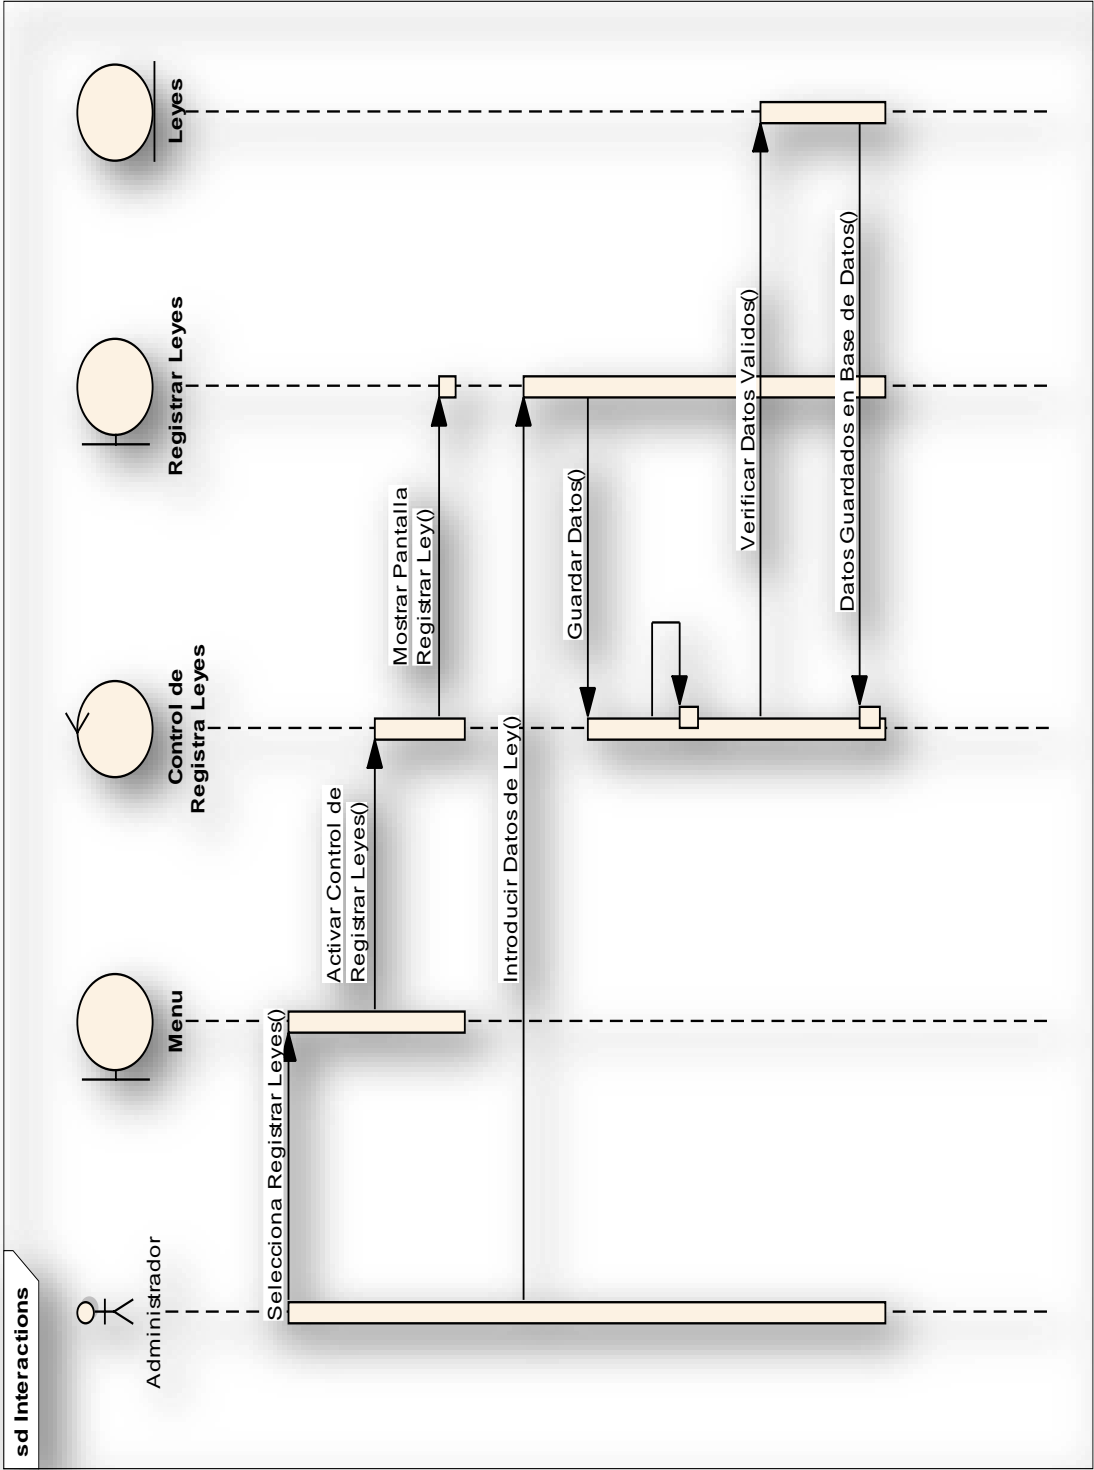 sd Interactions
Administrador
Menu
Control de
Registra Leyes
Registrar Leyes
Leyes
Selecciona Registrar Leyes()
Activar Control de
Registrar Leyes()
Mostrar Pantalla
Registrar Ley()
Introducir Datos de Ley()
Guardar Datos()
Verificar Datos Validos()
Datos Guardados en Base de Datos()